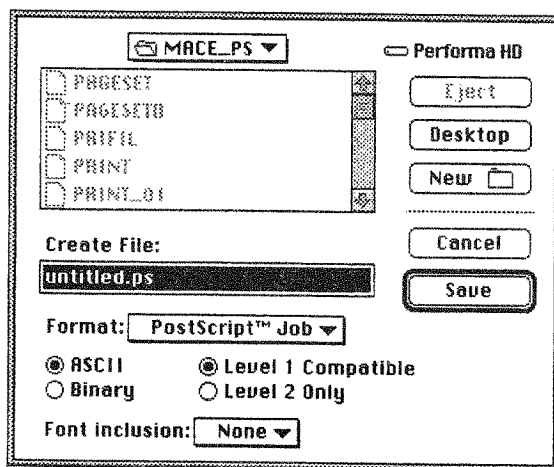 MACE_PS
Performa HD
PAGESET
PAGESETB
PRIFIL
PRINT
PRINT_01
Eject
Desktop
New
Cancel
Save
Create File:
untitled.ps
Format: PostScript™ Job
ASCII Level 1 Compatible
Binary Level 2 Only
Font inclusion: None